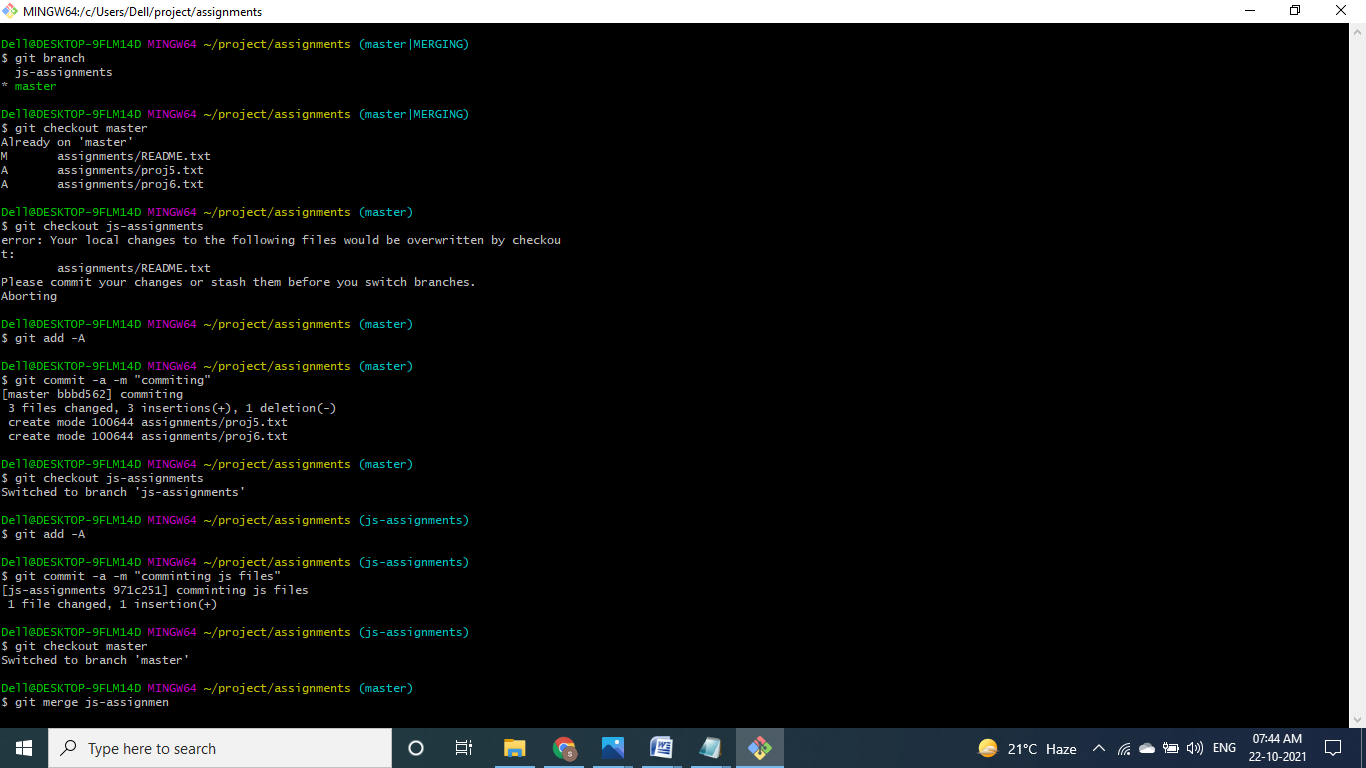 MINGW64:/c/Users/Dell/project/assignments
Dell@DESKTOP-9FLM14D MINGW64 ~/project/assignments (master|MERGING)
$ git branch
  js-assignments
* master
Dell@DESKTOP-9FLM14D MINGW64 ~/project/assignments (master|MERGING)
$ git checkout master
Already on 'master'
M       assignments/README.txt
A       assignments/proj5.txt
A       assignments/proj6.txt
Dell@DESKTOP-9FLM14D MINGW64 ~/project/assignments (master)
$ git checkout js-assignments
error: Your local changes to the following files would be overwritten by checkou
t:
        assignments/README.txt
Please commit your changes or stash them before you switch branches.
Aborting
Dell@DESKTOP-9FLM14D MINGW64 ~/project/assignments (master)
$ git add -A
Dell@DESKTOP-9FLM14D MINGW64 ~/project/assignments (master)
$ git commit -a -m "commiting"
[master bbbd562] commiting
 3 files changed, 3 insertions(+), 1 deletion(-)
 create mode 100644 assignments/proj5.txt
 create mode 100644 assignments/proj6.txt
Dell@DESKTOP-9FLM14D MINGW64 ~/project/assignments (master)
$ git checkout js-assignments
Switched to branch 'js-assignments'
Dell@DESKTOP-9FLM14D MINGW64 ~/project/assignments (js-assignments)
$ git add -A
Dell@DESKTOP-9FLM14D MINGW64 ~/project/assignments (js-assignments)
$ git commit -a -m "comminting js files"
[js-assignments 971c251] comminting js files
 1 file changed, 1 insertion(+)
Dell@DESKTOP-9FLM14D MINGW64 ~/project/assignments (js-assignments)
$ git checkout master
Switched to branch 'master'
Dell@DESKTOP-9FLM14D MINGW64 ~/project/assignments (master)
$ git merge js-assignmen
Type here to search
21°C Haze
ENG
07:44 AM
22-10-2021